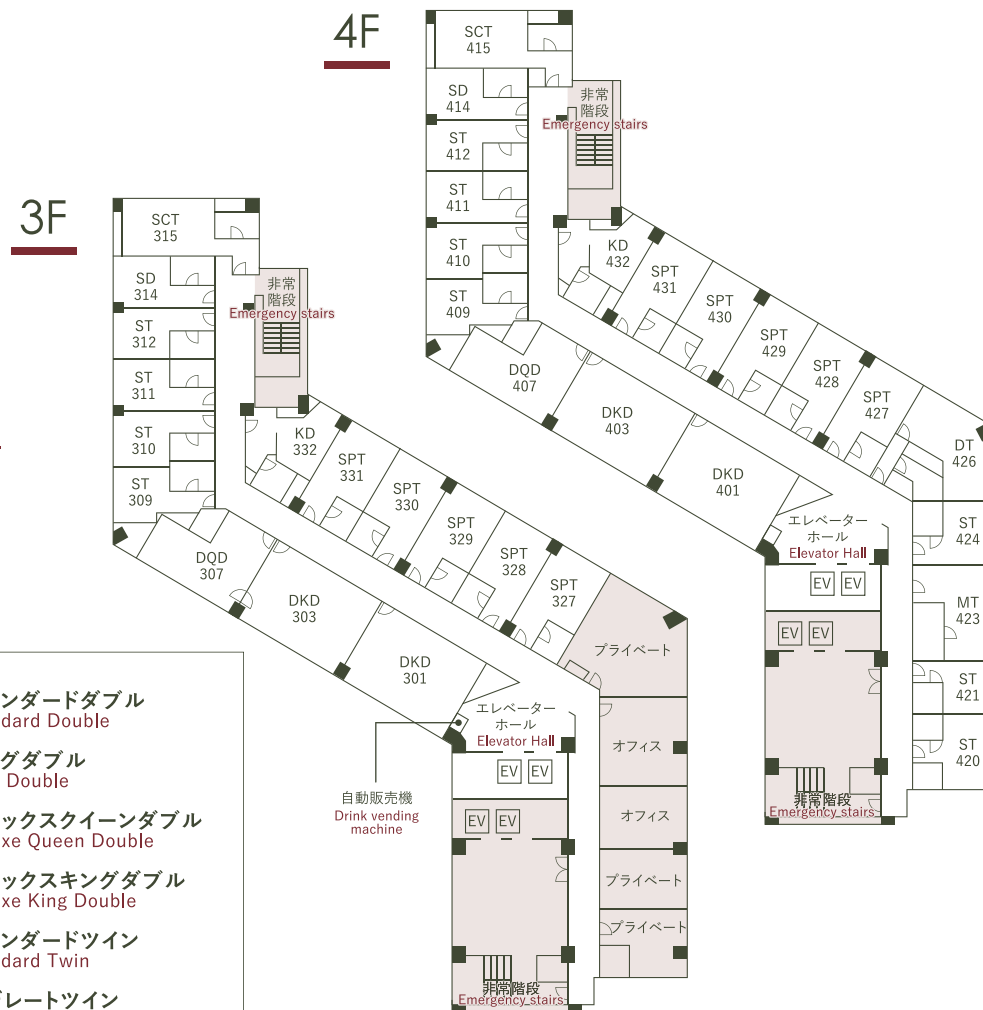 4F
SCT
415
SD
414
ST
412
ST
411
ST
410
ST
409
非常
階段
Emergency stairs
KD
432
SPT
431
SPT
430
SPT
429
SPT
428
SPT
427
DT
426
DQD
407
DKD
403
DKD
401
ST
424
MT
423
ST
421
ST
420
エレベーター
ホール
Elevator Hall
EV
EV
EV
EV
非常階段
Emergency stairs
3F
SCT
315
SD
314
ST
312
ST
311
ST
310
ST
309
非常
階段
Emergency stairs
KD
332
SPT
331
SPT
330
SPT
329
SPT
328
SPT
327
DQD
307
DKD
303
DKD
301
プライベート
オフィス
オフィス
プライベート
プライベート
エレベーター
ホール
Elevator Hall
EV
EV
EV
EV
自動販売機
Drink vending
machine
非常階段
Emergency stairs
ンダードダブル
dard Double
グダブル
Double
ックスクイーンダブル
xe Queen Double
ックスキングダブル
xe King Double
ンダードツイン
dard Twin
レートツイン